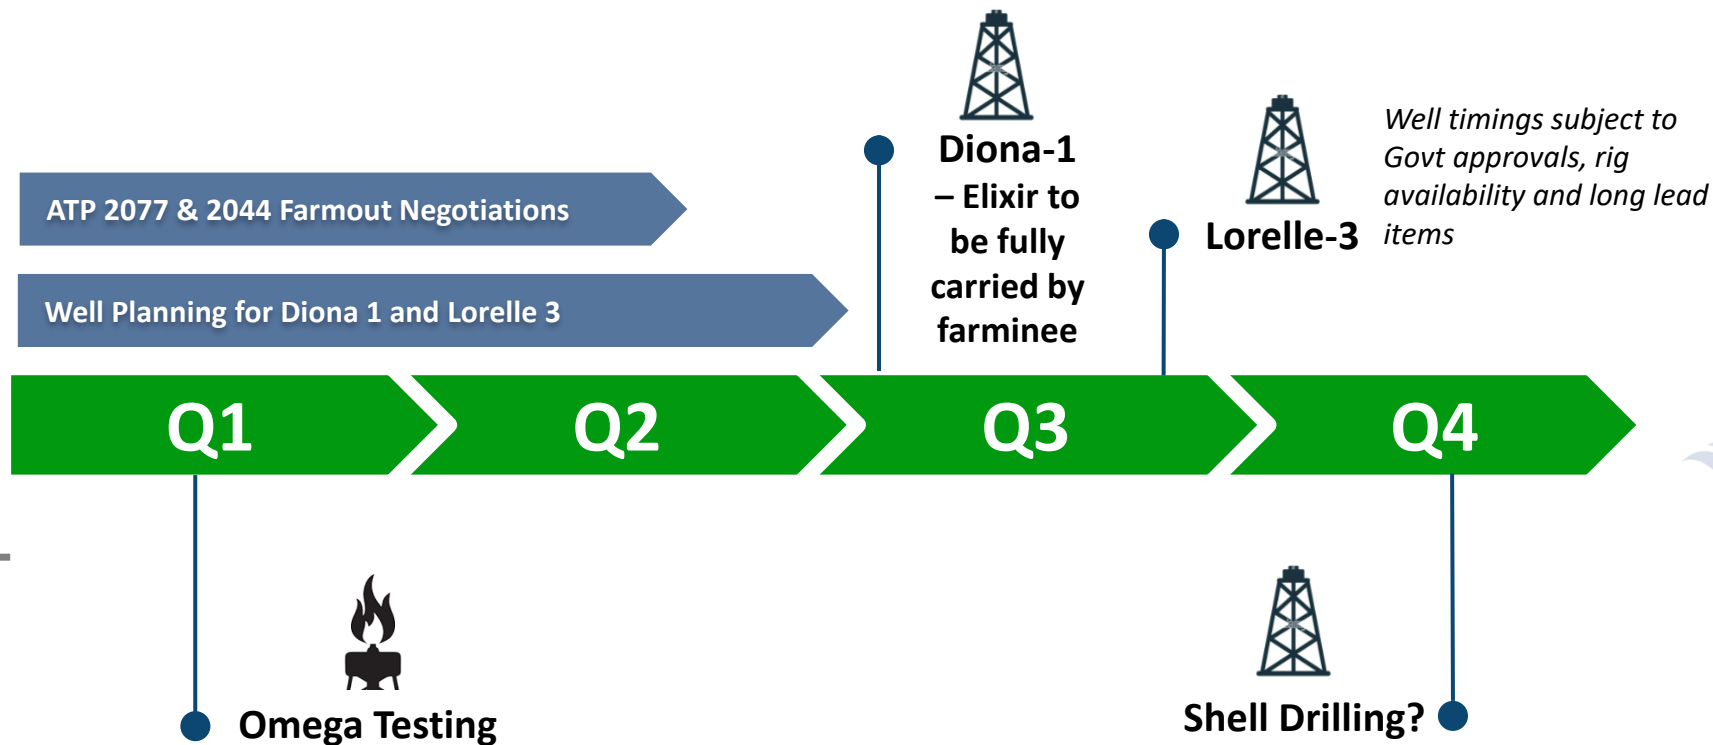 Diona-1
– Elixir to
be fully
carried by
farminee
Lorelle-3
Well timings subject to
Govt approvals, rig
availability and long lead
items
ATP 2077 & 2044 Farmout Negotiations
Well Planning for Diona 1 and Lorelle 3
Q1
Q2
Q3
Q4
Omega Testing
Shell Drilling?